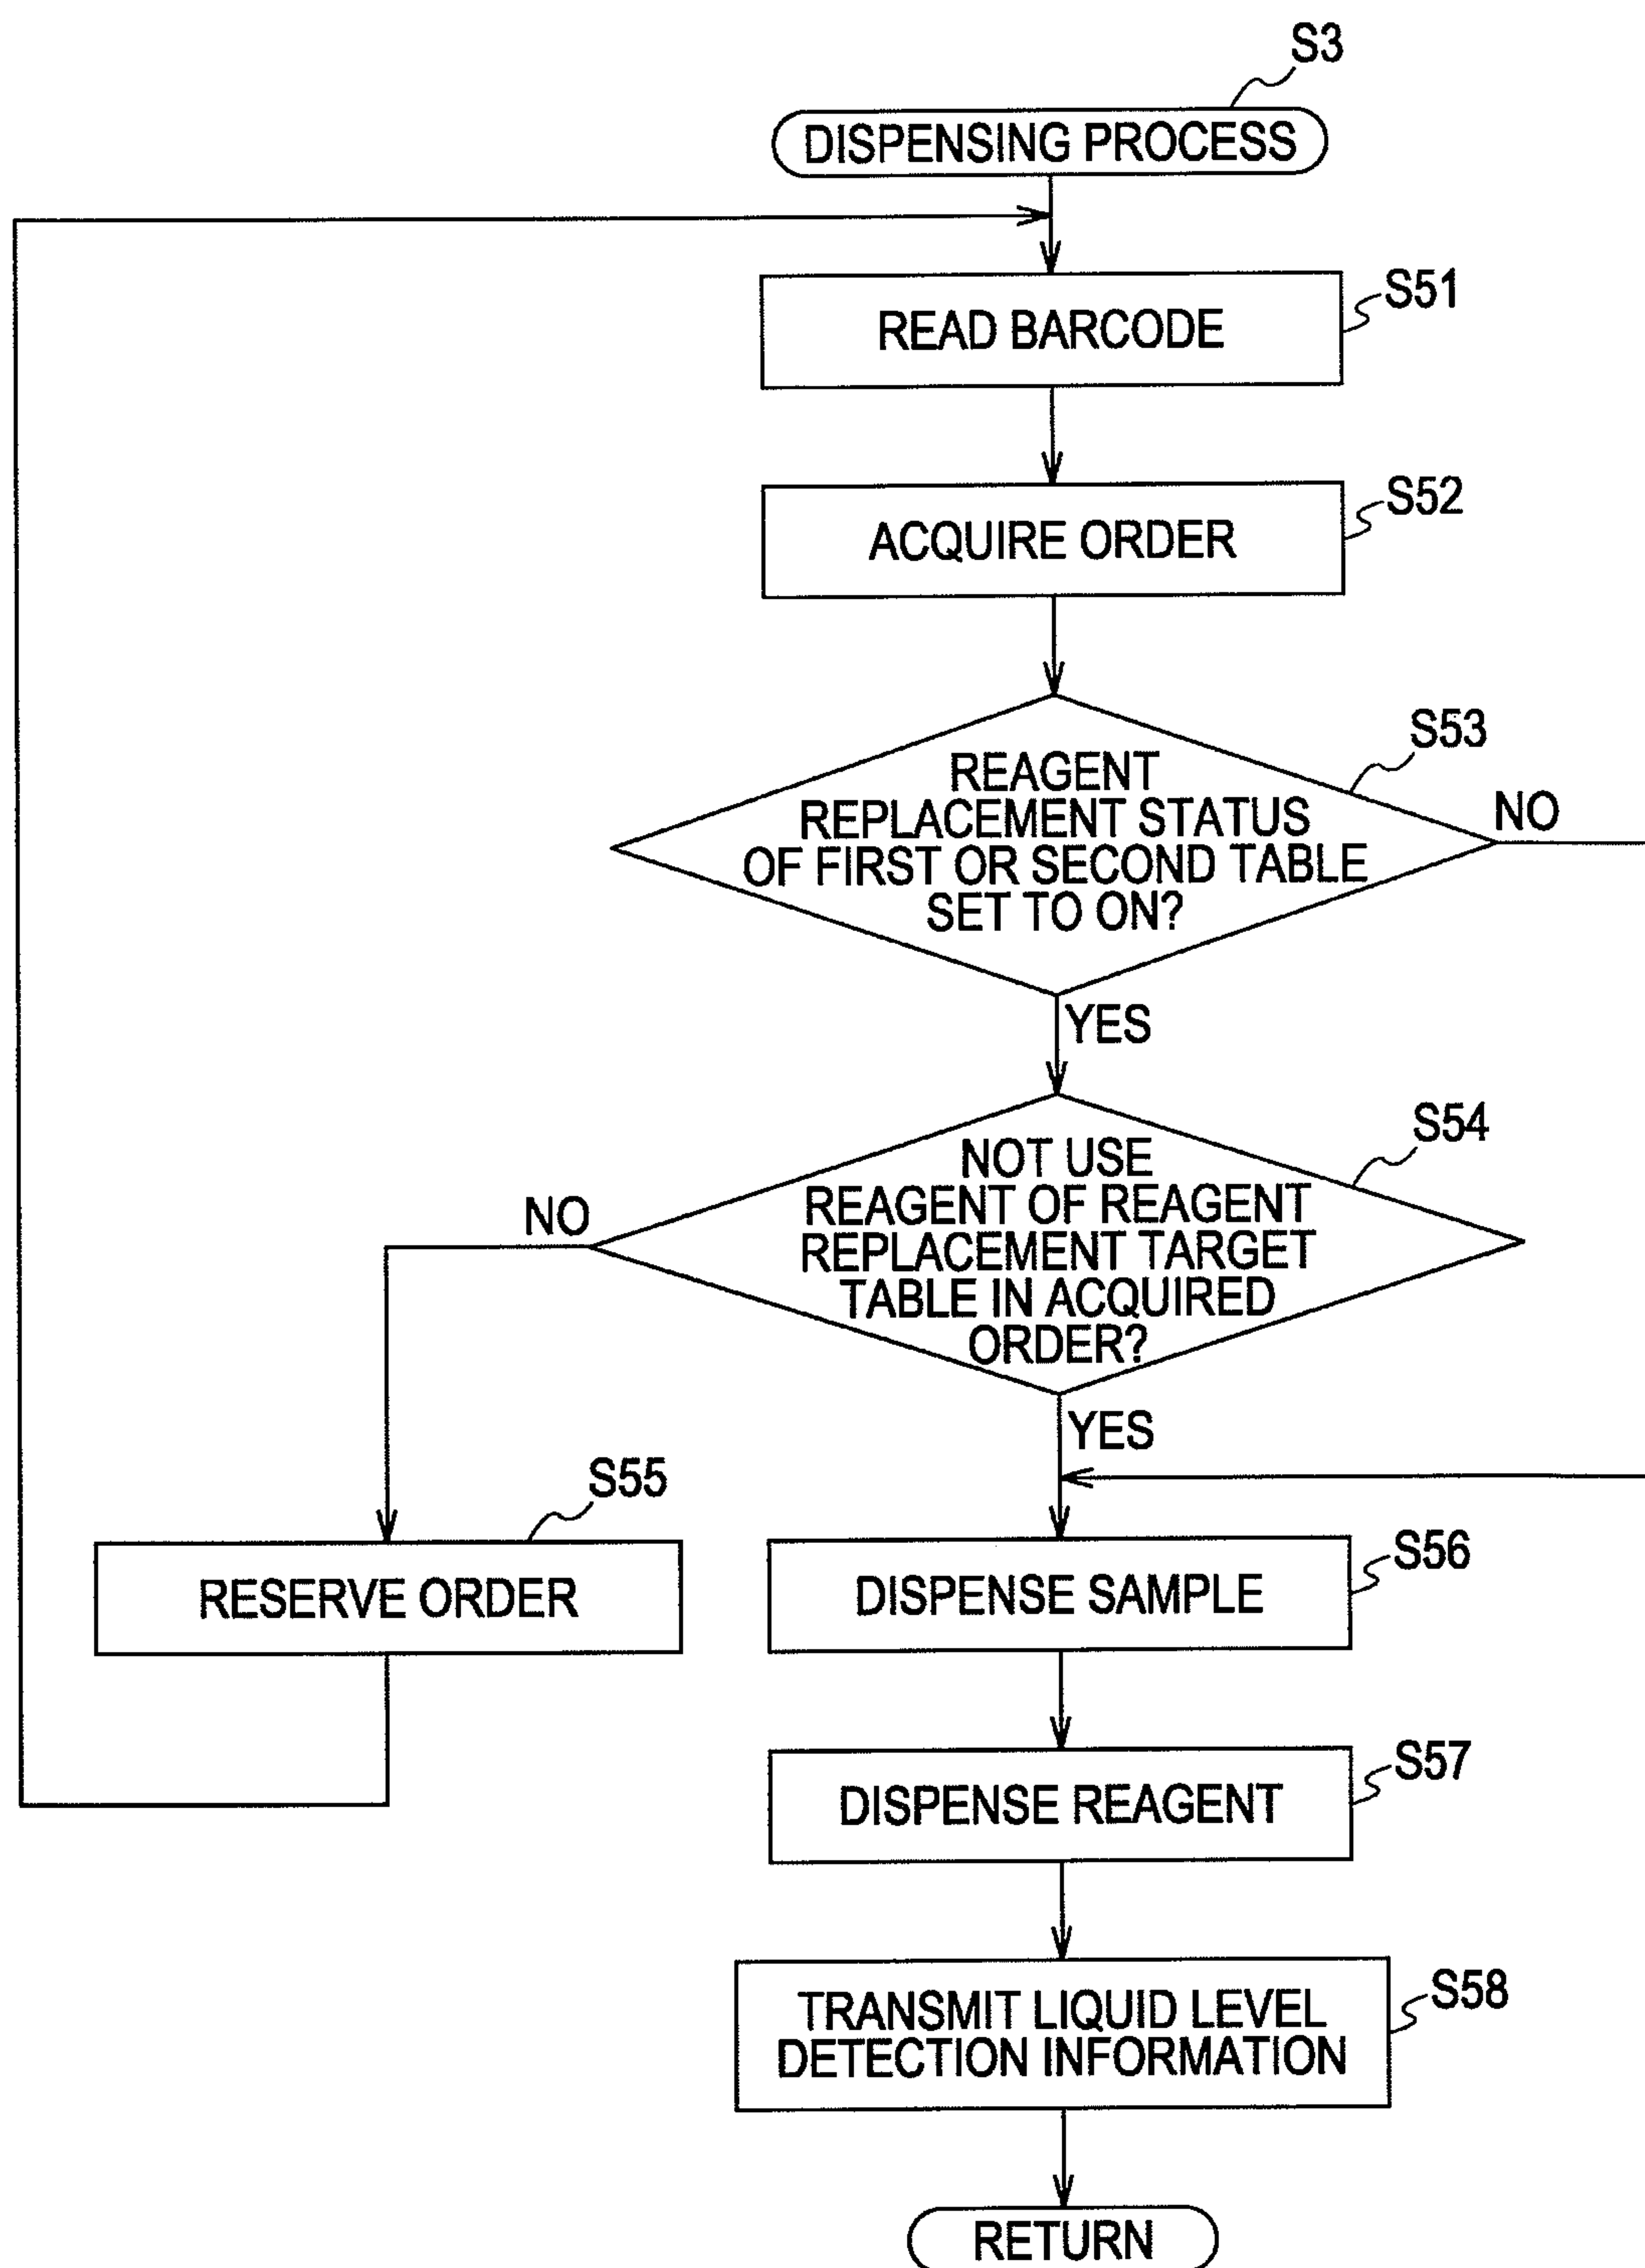 S3
DISPENSING PROCESS
S51
READ BARCODE
S52
ACQUIRE ORDER
S53
REAGENT
REPLACEMENT STATUS
OF FIRST OR SECOND TABLE
SET TO ON?
NO
YES
S54
NOT USE
REAGENT OF REAGENT
REPLACEMENT TARGET
TABLE IN ACQUIRED
ORDER?
NO
YES
S55
RESERVE ORDER
S56
DISPENSE SAMPLE
S57
DISPENSE REAGENT
S58
TRANSMIT LIQUID LEVEL
DETECTION INFORMATION
RETURN